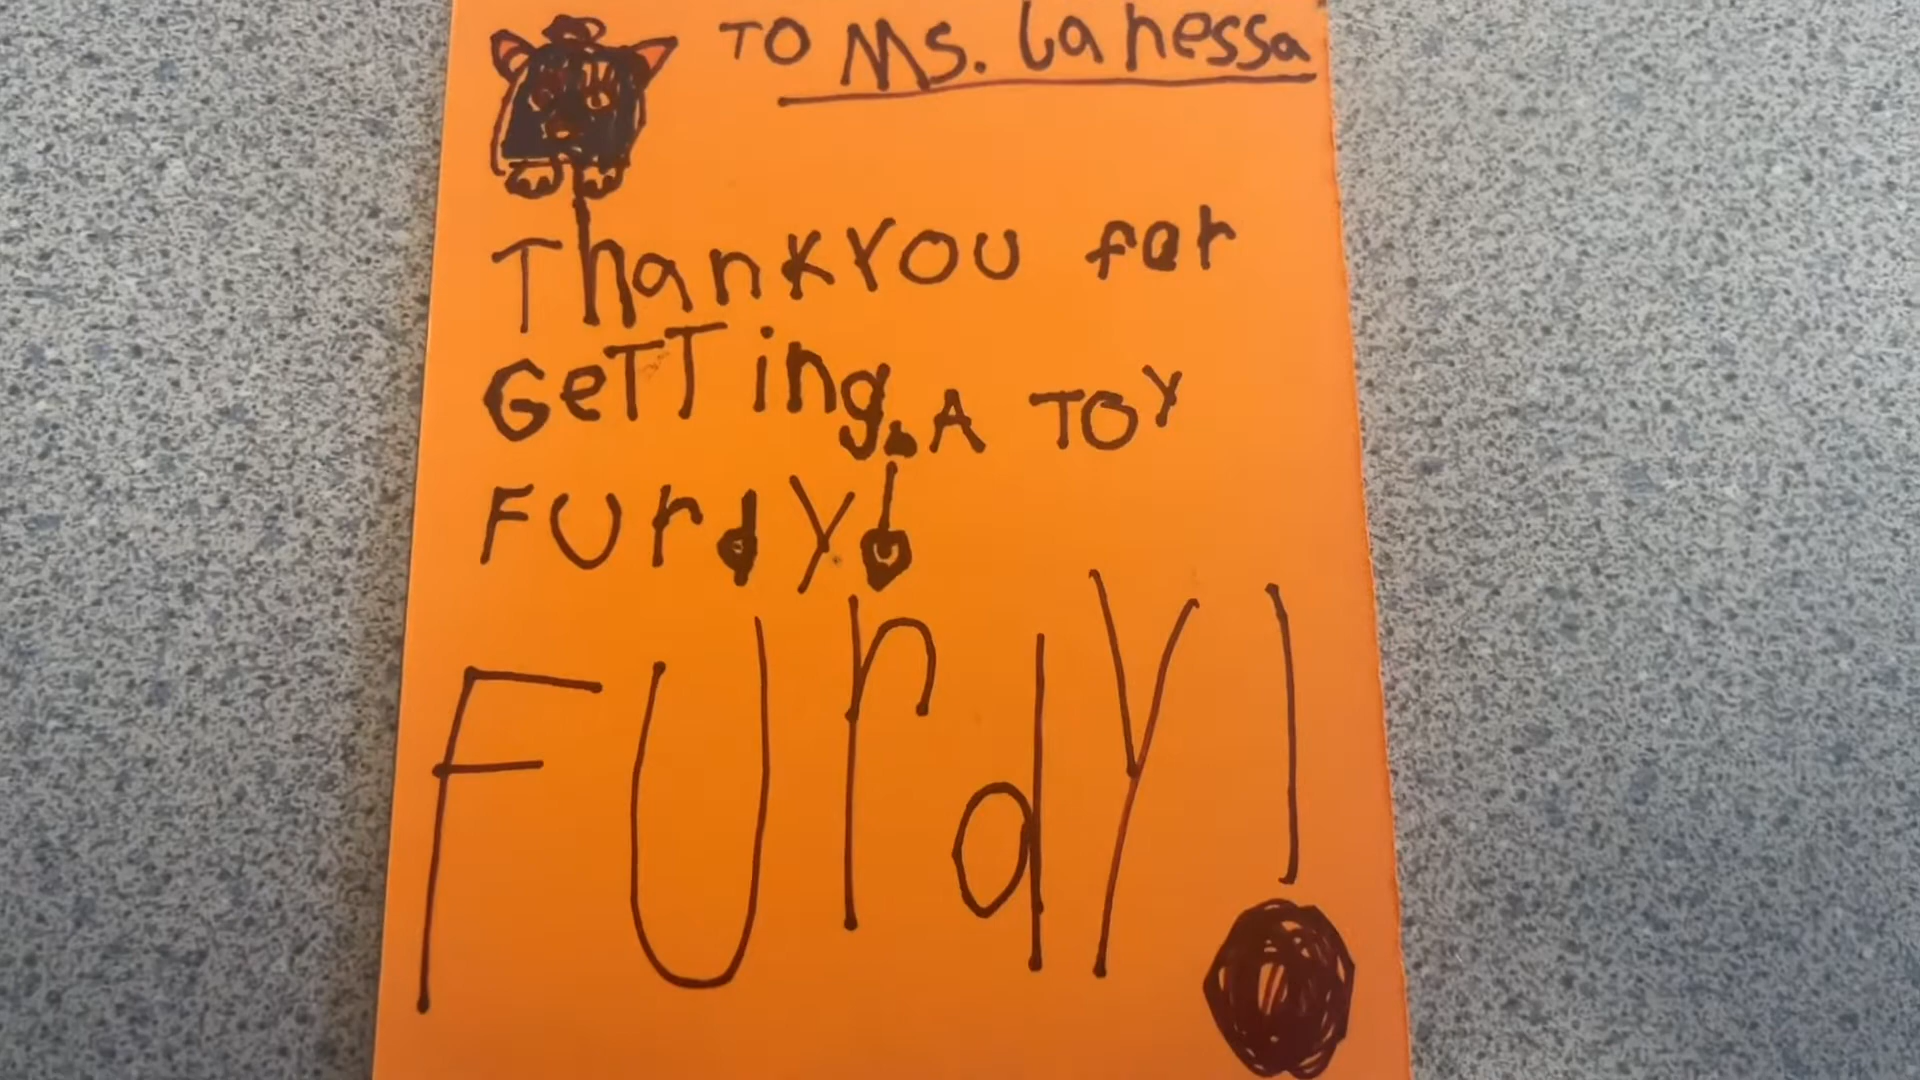 TO Ms. Lanessa
ThankYOU for
GeTTing. A TOY
FUrdY!
FUrdY!